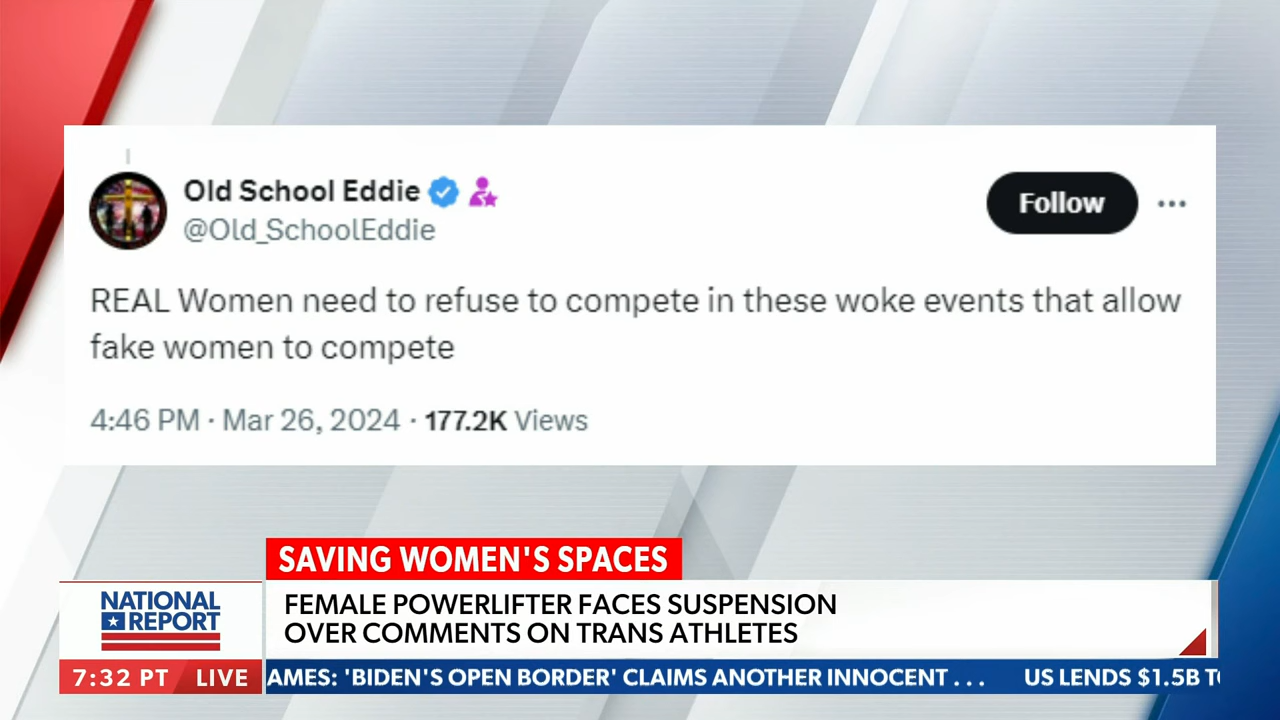 Old School Eddie
@Old_SchoolEddie
Follow
REAL Women need to refuse to compete in these woke events that allow
fake women to compete
4:46 PM · Mar 26, 2024 · 177.2K Views
SAVING WOMEN'S SPACES
NATIONAL
REPORT
FEMALE POWERLIFTER FACES SUSPENSION
OVER COMMENTS ON TRANS ATHLETES
7:32 PT LIVE
AMES: 'BIDEN'S OPEN BORDER' CLAIMS ANOTHER INNOCENT . . . US LENDS $1.5B